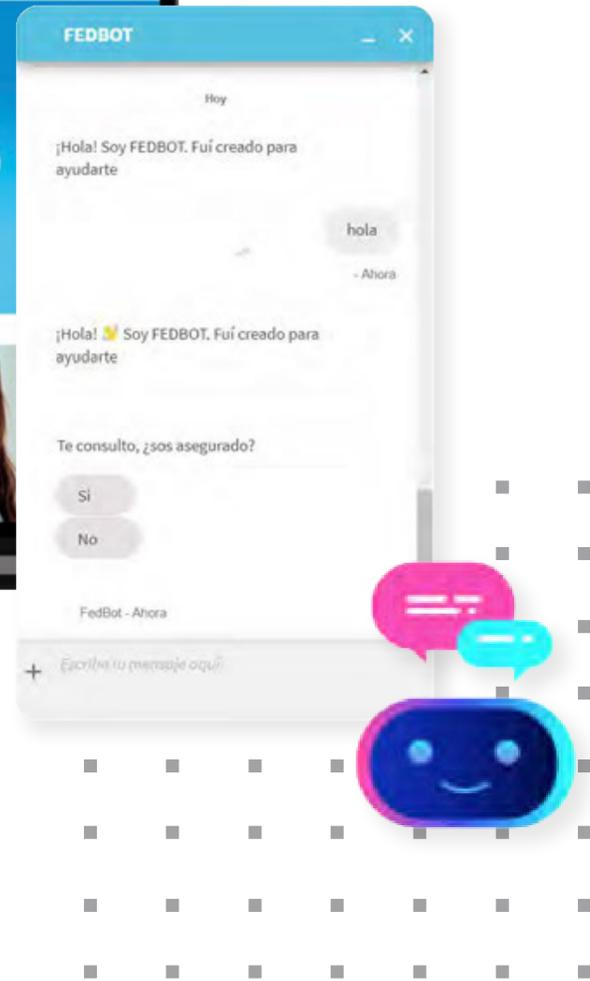 FEDBOT
Hoy
¡Hola! Soy FEDBOT. Fuí creado para
ayudarte
hola
- Ahora
¡Hola! 👋 Soy FEDBOT. Fuí creado para
ayudarte
Te consulto, ¿sos asegurado?
Si
No
FedBot - Ahora
Escriba tu mensaje aquí